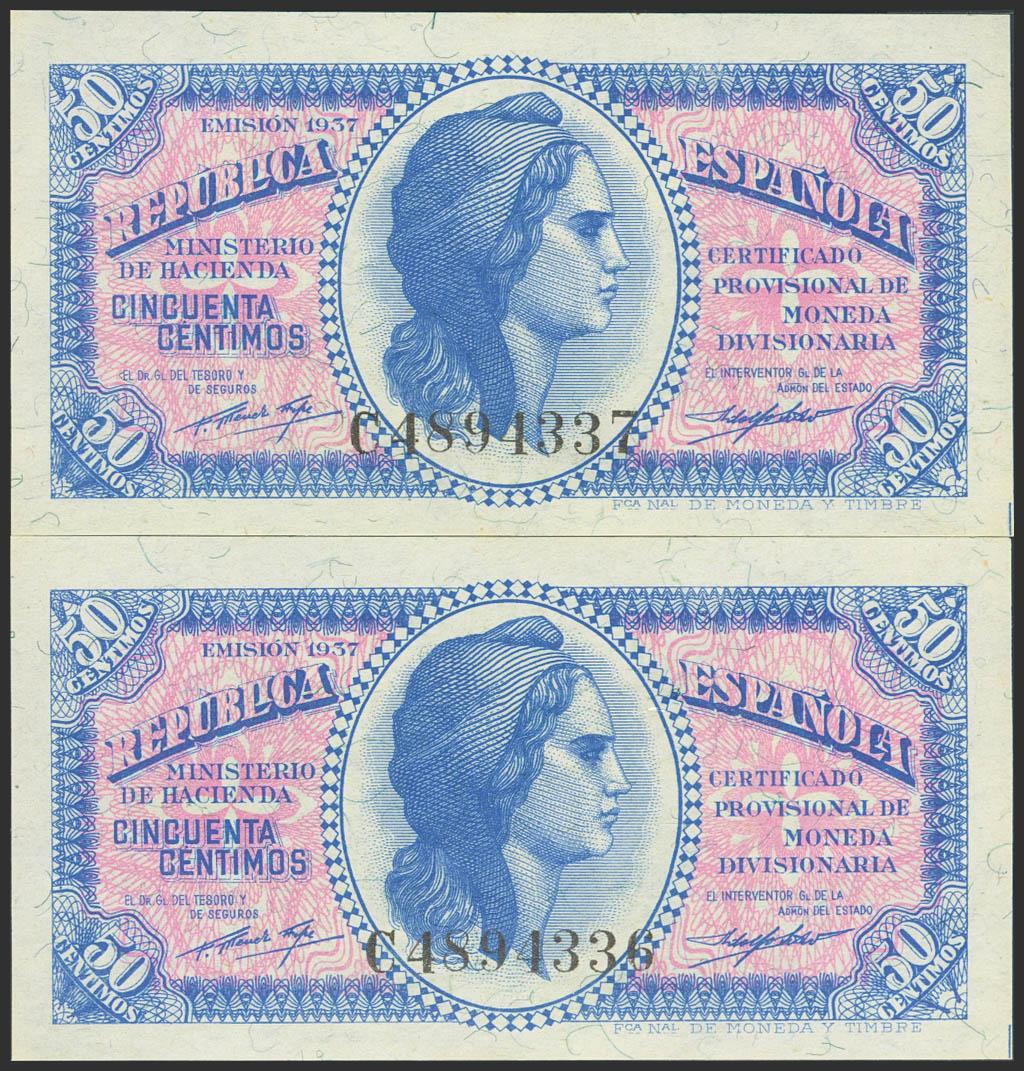 50 CENTIMOS
50 CENTIMOS
EMISIÓN 1937
REPUBLICA ESPAÑOLA
MINISTERIO
DE HACIENDA
CINCUENTA
CÉNTIMOS
CERTIFICADO
PROVISIONAL DE
MONEDA
DIVISIONARIA
EL DR. GL. DEL TESORO Y
DE SEGUROS
EL INTERVENTOR GL. DE LA
ADMÓN DEL ESTADO
C4894337
50 CENTIMOS
50 CENTIMOS
FCA NAL DE MONEDA Y TIMBRE
50 CENTIMOS
50 CENTIMOS
EMISIÓN 1937
REPUBLICA ESPAÑOLA
MINISTERIO
DE HACIENDA
CINCUENTA
CÉNTIMOS
CERTIFICADO
PROVISIONAL DE
MONEDA
DIVISIONARIA
EL DR. GL. DEL TESORO Y
DE SEGUROS
EL INTERVENTOR GL. DE LA
ADMÓN DEL ESTADO
C4894336
50 CENTIMOS
50 CENTIMOS
FCA NAL DE MONEDA Y TIMBRE